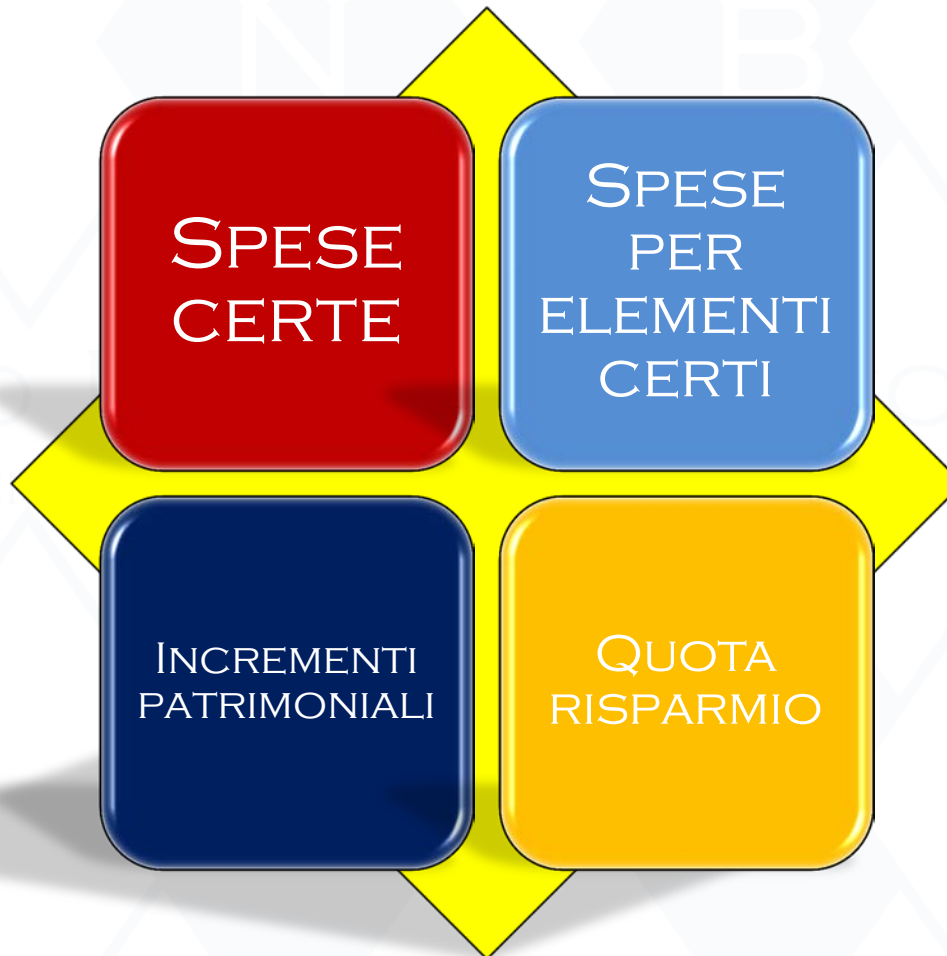 SPESE
CERTE
SPESE
PER
ELEMENTI
CERTI
INCREMENTI
PATRIMONIALI
QUOTA
RISPARMIO